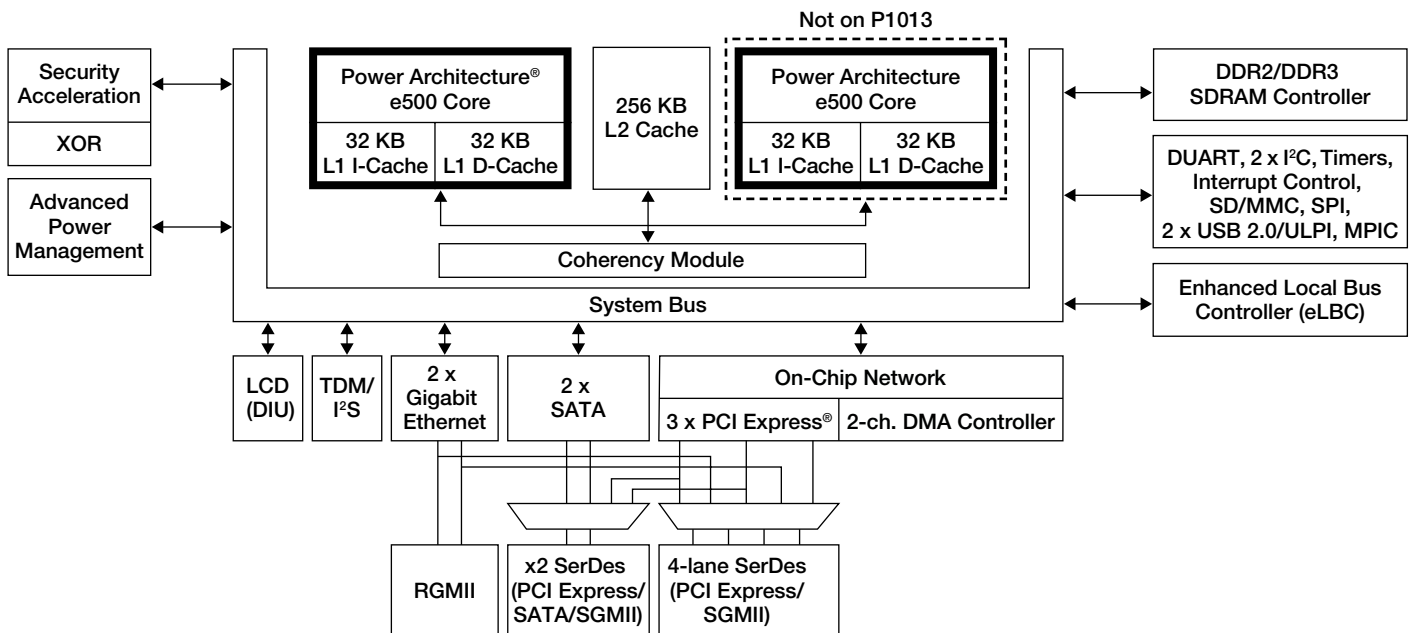 Not on P1013
Security
Acceleration
XOR
Advanced
Power
Management
Power Architecture®
e500 Core
32 KB
L1 I-Cache
32 KB
L1 D-Cache
256 KB
L2 Cache
Power Architecture
e500 Core
32 KB
L1 I-Cache
32 KB
L1 D-Cache
Coherency Module
System Bus
DDR2/DDR3
SDRAM Controller
DUART, 2 x I²C, Timers,
Interrupt Control,
SD/MMC, SPI,
2 x USB 2.0/ULPI, MPIC
Enhanced Local Bus
Controller (eLBC)
LCD
(DIU)
TDM/
I²S
2 x
Gigabit
Ethernet
2 x
SATA
On-Chip Network
3 x PCI Express®
2-ch. DMA Controller
RGMII
x2 SerDes
(PCI Express/
SATA/SGMII)
4-lane SerDes
(PCI Express/
SGMII)